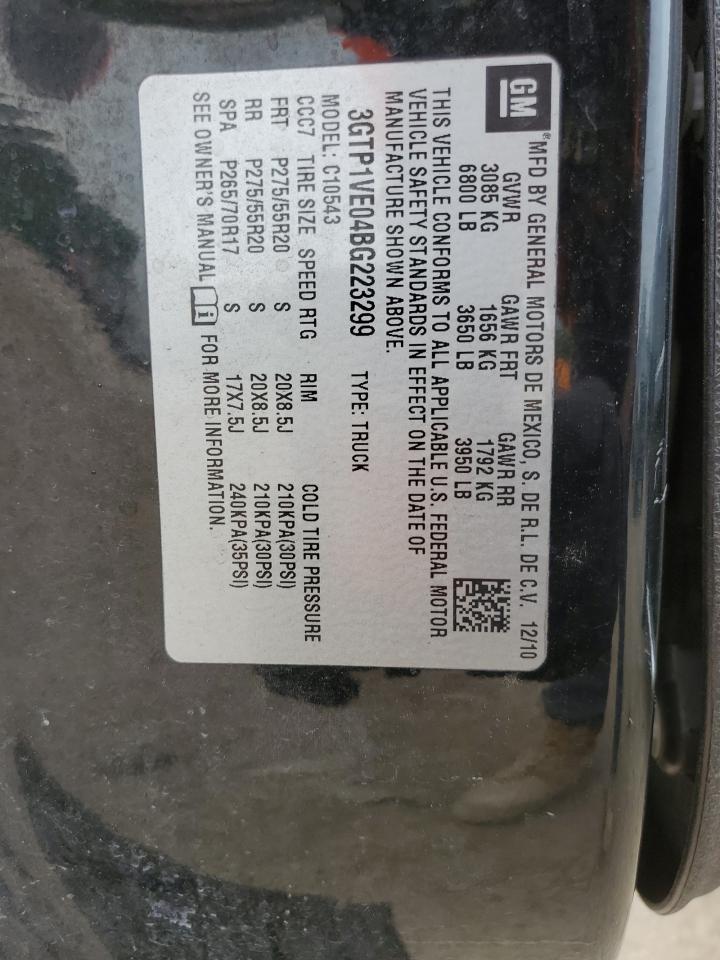 GM
®MFD BY GENERAL MOTORS DE MEXICO, S. DE R.L. DE C.V. 12/10
GVWR GAWR FRT GAWR RR
3085 KG 1656 KG 1792 KG
6800 LB 3650 LB 3950 LB
THIS VEHICLE CONFORMS TO ALL APPLICABLE U.S. FEDERAL MOTOR
VEHICLE SAFETY STANDARDS IN EFFECT ON THE DATE OF
MANUFACTURE SHOWN ABOVE.
3GTP1VE04BG223299 TYPE: TRUCK
MODEL: C10543
CCC7 TIRE SIZE SPEED RTG RIM COLD TIRE PRESSURE
FRT P275/55R20 S 20X8.5J 210KPA(30PSI)
RR P275/55R20 S 20X8.5J 210KPA(30PSI)
SPA P265/70R17 S 17X7.5J 240KPA(35PSI)
SEE OWNER'S MANUAL i FOR MORE INFORMATION.